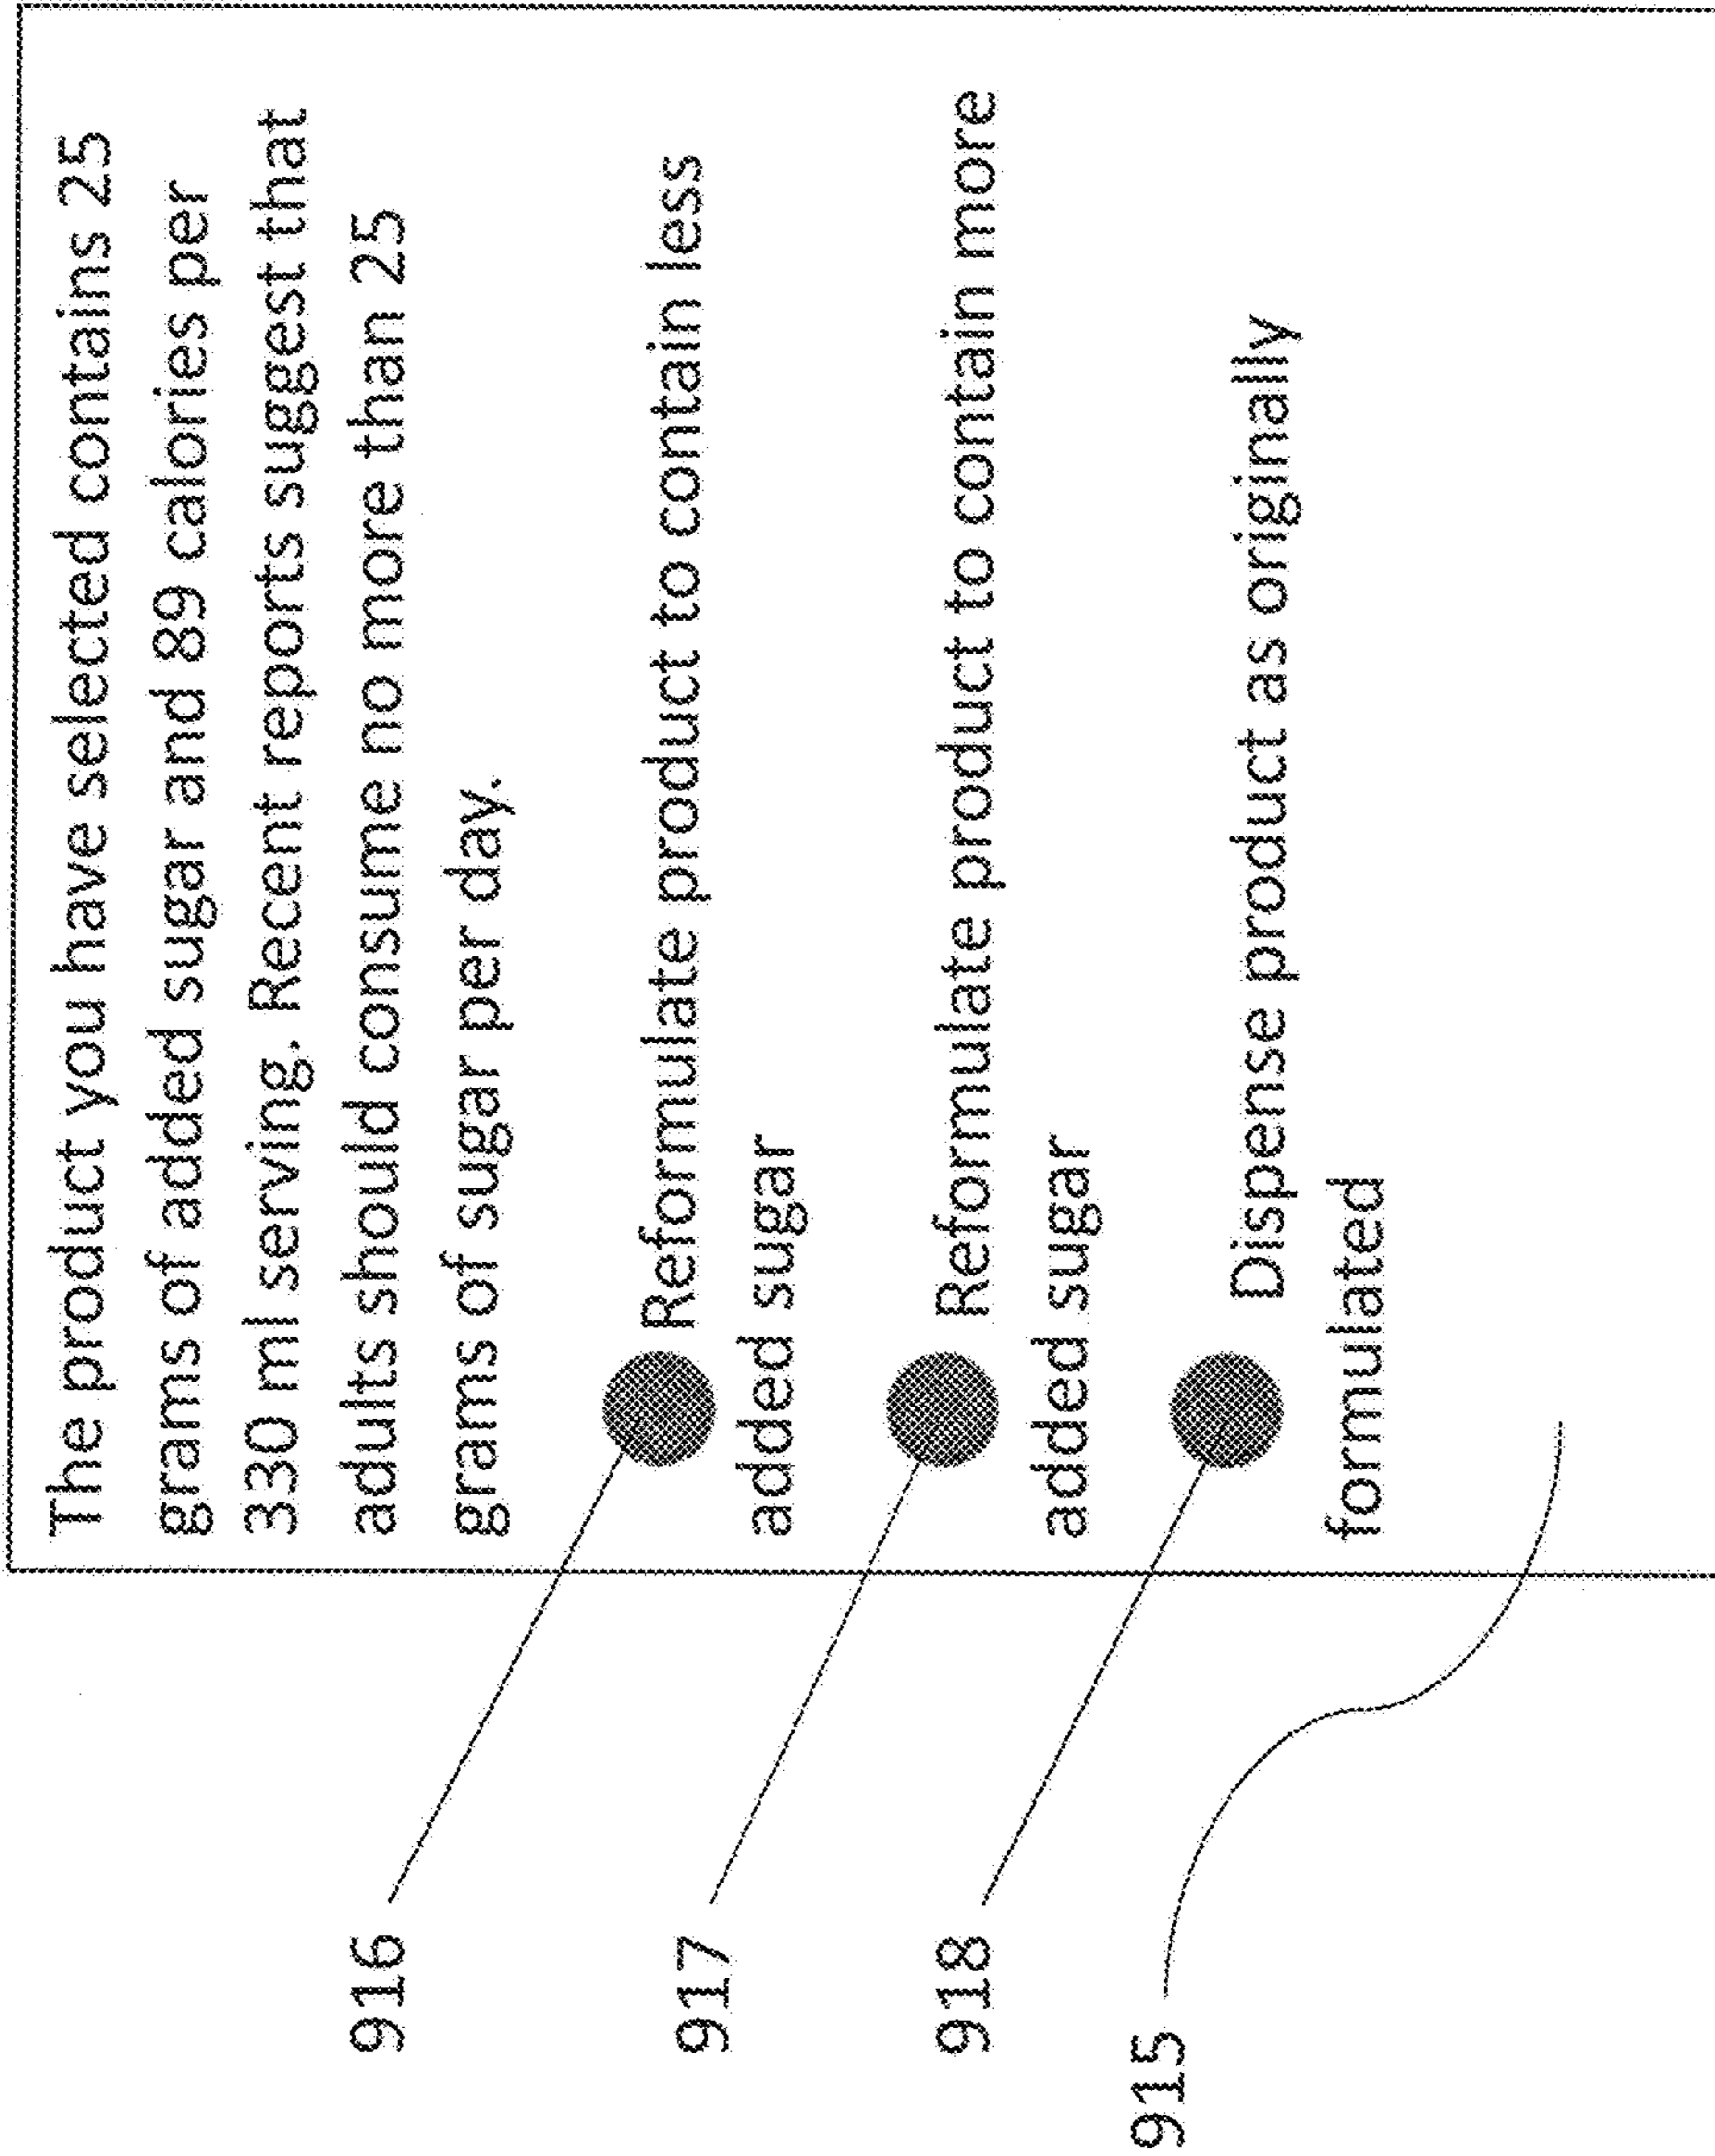 The product you have selected contains 25
grams of added sugar and 89 calories per
330 ml serving. Recent reports suggest that
adults should consume no more than 25
grams of sugar per day.
916
Reformulate product to contain less
added sugar
917
Reformulate product to contain more
added sugar
918
Dispense product as originally
formulated
915